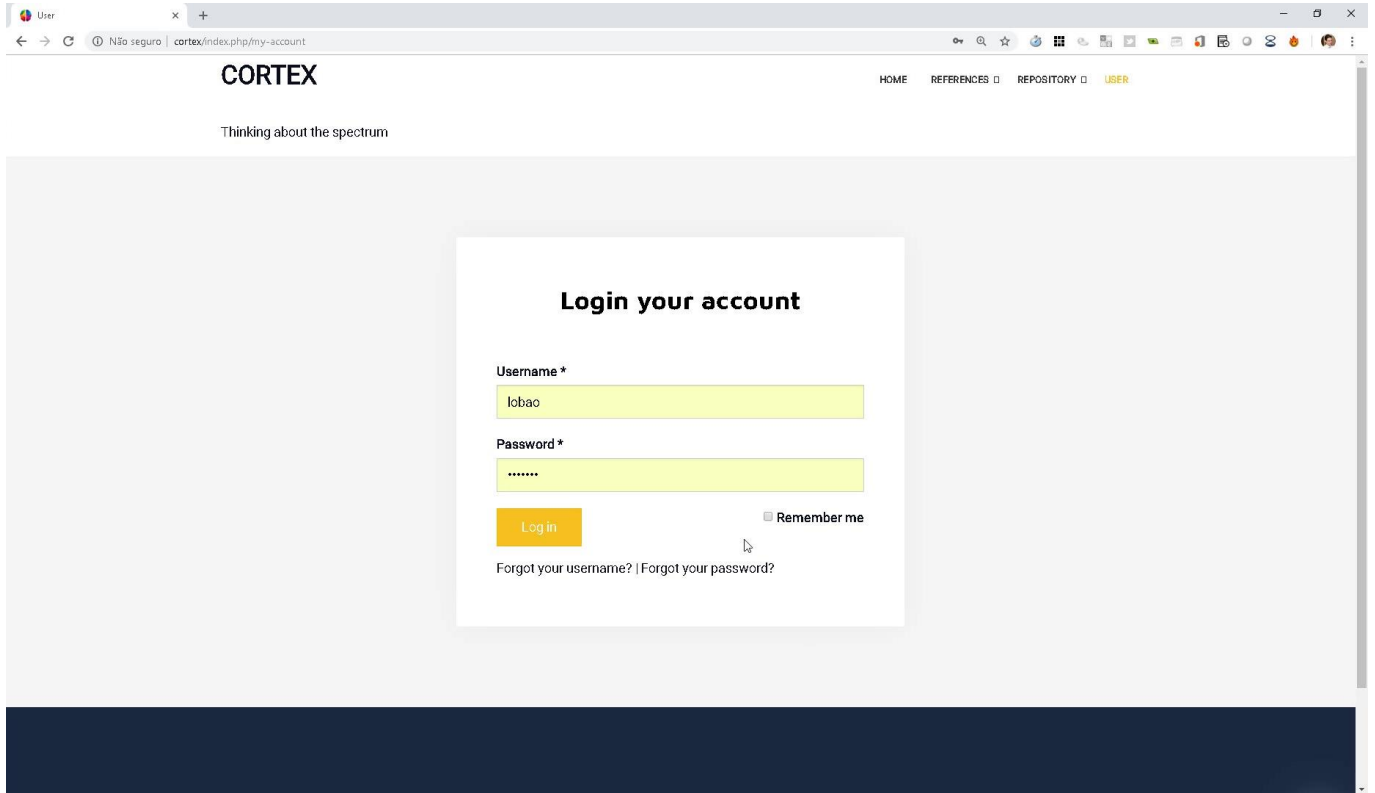 User
Não seguro | cortex/index.php/my-account
CORTEX
HOME REFERENCES REPOSITORY USER
Thinking about the spectrum
Login your account
Username *
lobao
Password *
•••••••
Log in
Remember me
Forgot your username? | Forgot your password?